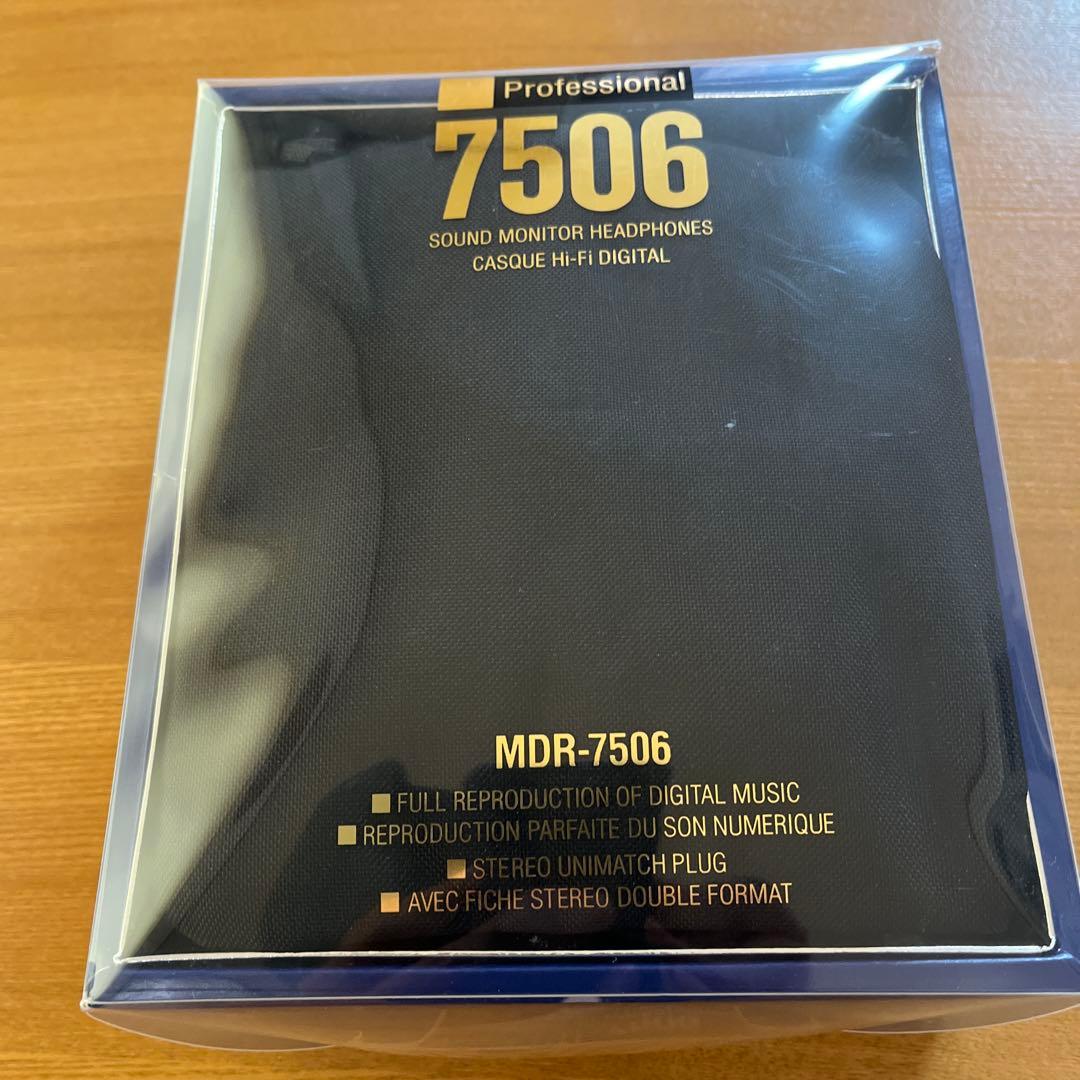 Professional
7506
SOUND MONITOR HEADPHONES
CASQUE Hi-Fi DIGITAL
MDR-7506
FULL REPRODUCTION OF DIGITAL MUSIC
REPRODUCTION PARFAITE DU SON NUMERIQUE
STEREO UNIMATCH PLUG
AVEC FICHE STEREO DOUBLE FORMAT